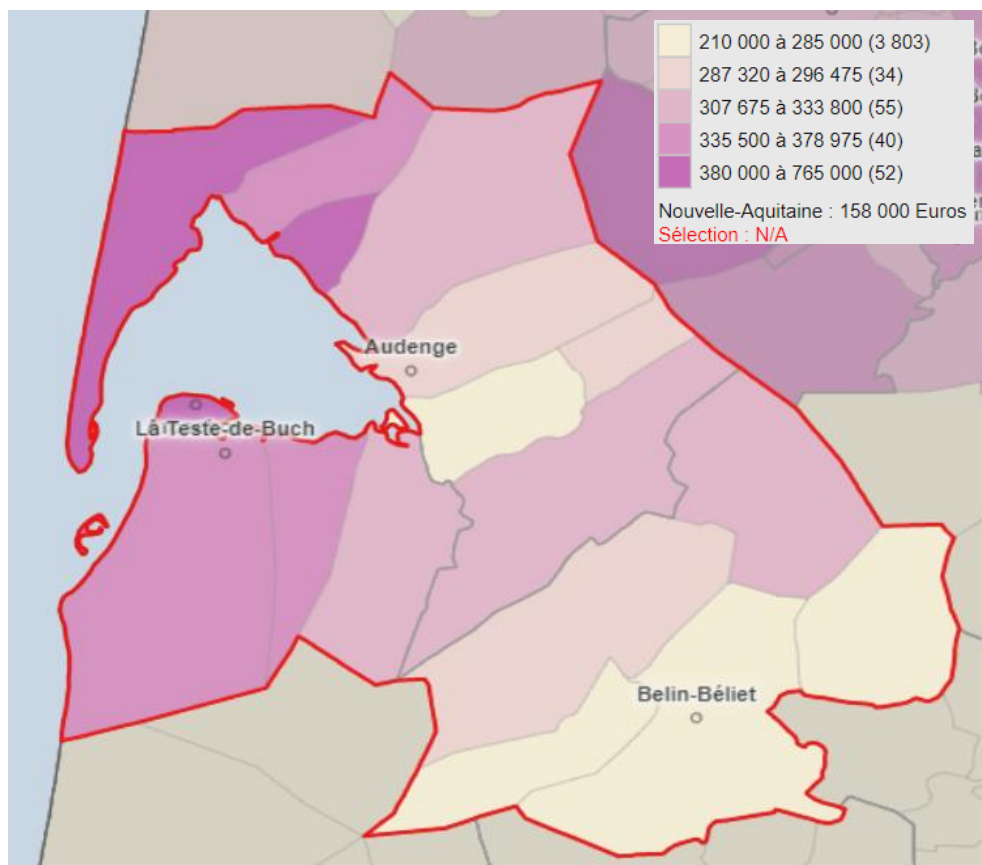 210 000 à 285 000 (3 803)
287 320 à 296 475 (34)
307 675 à 333 800 (55)
335 500 à 378 975 (40)
380 000 à 765 000 (52)
Nouvelle-Aquitaine : 158 000 Euros
Sélection : N/A
Audenge
La Teste-de-Buch
Belin-Béliet